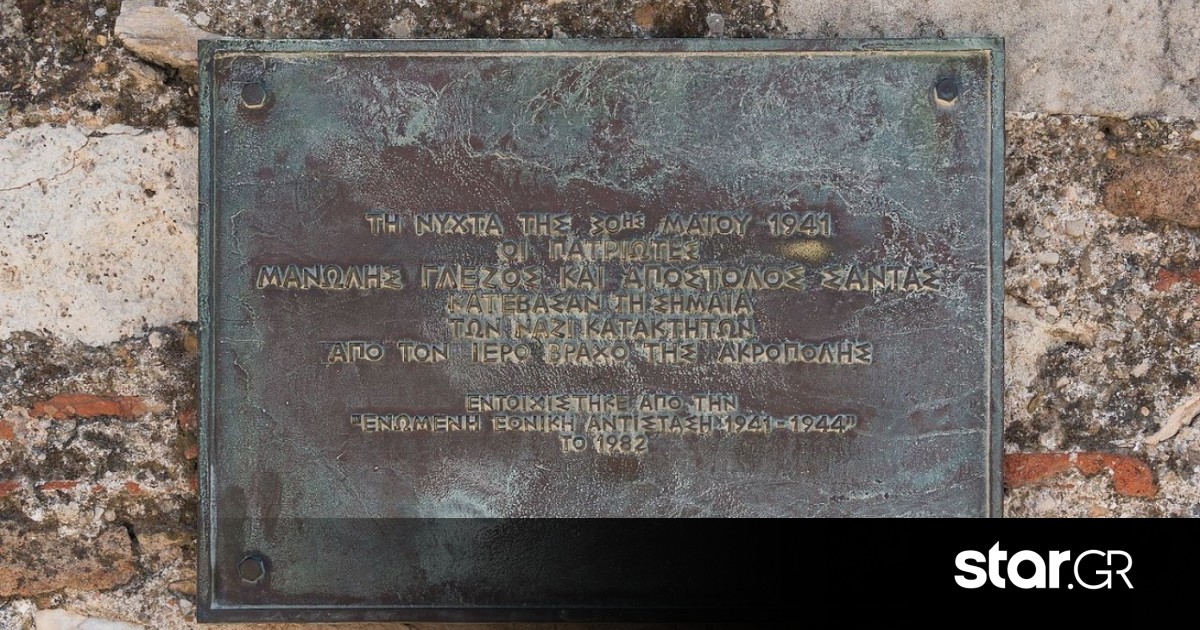 ΤΗ ΝΥΧΤΑ ΤΗΣ 30ΗΣ ΜΑΪΟΥ 1941
ΟΙ ΠΑΤΡΙΩΤΕΣ
ΜΑΝΩΛΗΣ ΓΛΕΖΟΣ ΚΑΙ ΑΠΟΣΤΟΛΟΣ ΣΑΝΤΑΣ
ΚΑΤΕΒΑΣΑΝ ΤΗ ΣΗΜΑΙΑ
ΤΩΝ ΝΑΖΙ ΚΑΤΑΚΤΗΤΩΝ
ΑΠΟ ΤΟΝ ΙΕΡΟ ΒΡΑΧΟ ΤΗΣ ΑΚΡΟΠΟΛΗΣ
ΕΝΤΟΙΧΙΣΤΗΚΕ ΑΠΟ ΤΗΝ
"ΕΝΩΜΕΝΗ ΕΘΝΙΚΗ ΑΝΤΙΣΤΑΣΗ 1941-1944"
ΤΟ 1982
star.GR